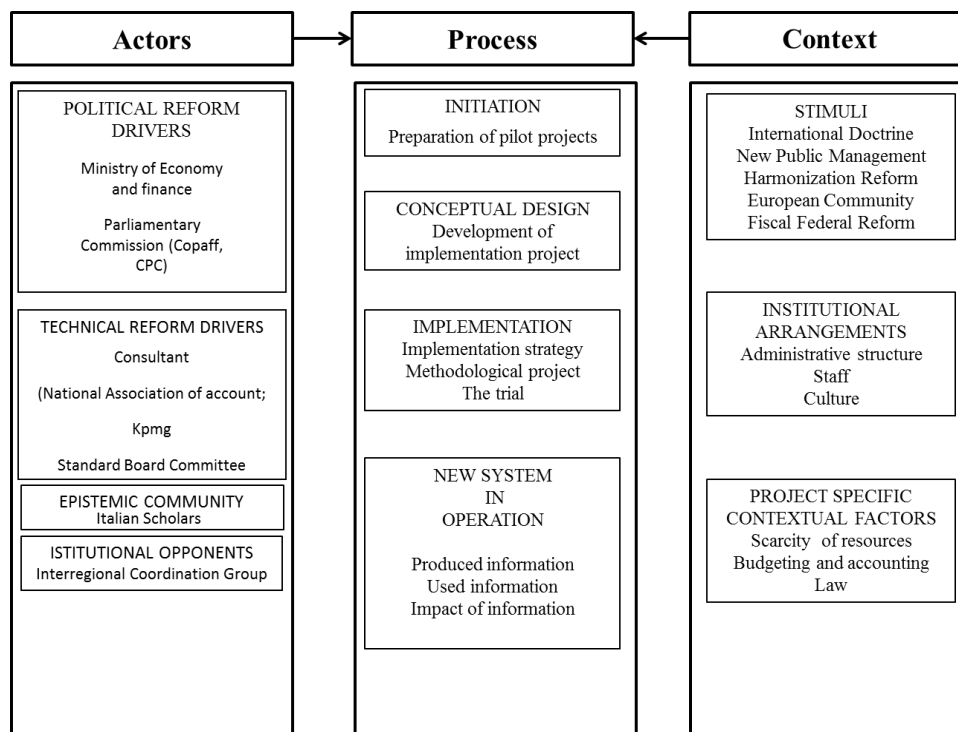 Actors
Process
Context
POLITICAL REFORM
DRIVERS
Ministry of Economy
and finance
Parliamentary
Commission (Copaff,
CPC)
TECHNICAL REFORM DRIVERS
Consultant
(National Association of account;
Kpmg
Standard Board Committee
EPISTEMIC COMMUNITY
Italian Scholars
ISTITUTIONAL OPPONENTS
Interregional Coordination Group
INITIATION
Preparation of pilot projects
CONCEPTUAL DESIGN
Development of
implementation project
IMPLEMENTATION
Implementation strategy
Methodological project
The trial
NEW SYSTEM
IN
OPERATION
Produced information
Used information
Impact of information
STIMULI
International Doctrine
New Public Management
Harmonization Reform
European Community
Fiscal Federal Reform
INSTITUTIONAL
ARRANGEMENTS
Administrative structure
Staff
Culture
PROJECT SPECIFIC
CONTEXTUAL FACTORS
Scarcity of resources
Budgeting and accounting
Law